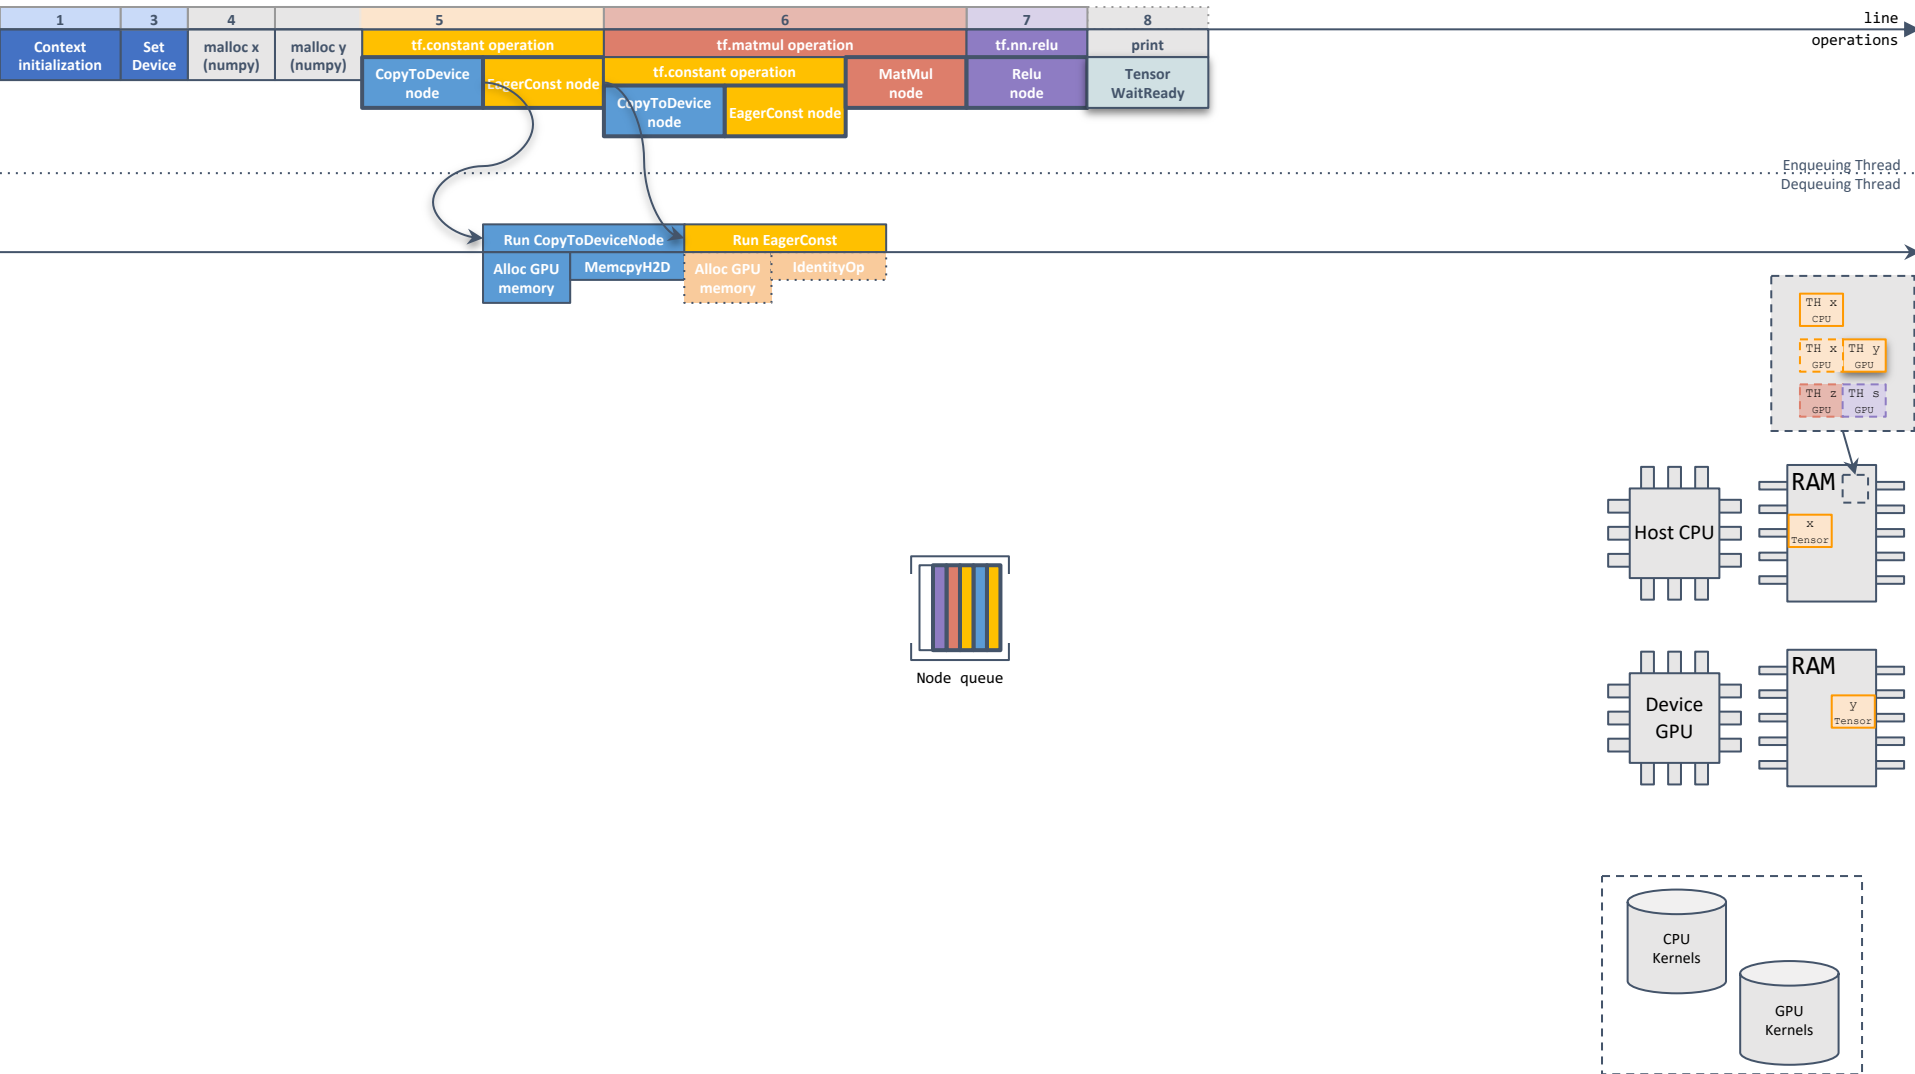 1 3 4 5 6 7 8 line
operations
Context
initialization
Set
Device
malloc x
(numpy)
malloc y
(numpy)
tf.constant operation
CopyToDevice
node
EagerConst node
tf.matmul operation
tf.constant operation
CopyToDevice
node
EagerConst node
MatMul
node
tf.nn.relu
Relu
node
print
Tensor
WaitReady
Enqueuing Thread
Dequeuing Thread
Run CopyToDeviceNode
Alloc GPU
memory
MemcpyH2D
Run EagerConst
Alloc GPU
memory
IdentityOp
TH x
CPU
TH x
GPU
TH y
GPU
TH z
GPU
TH s
GPU
Host CPU
RAM
x
Tensor
Node queue
Device
GPU
RAM
y
Tensor
CPU
Kernels
GPU
Kernels